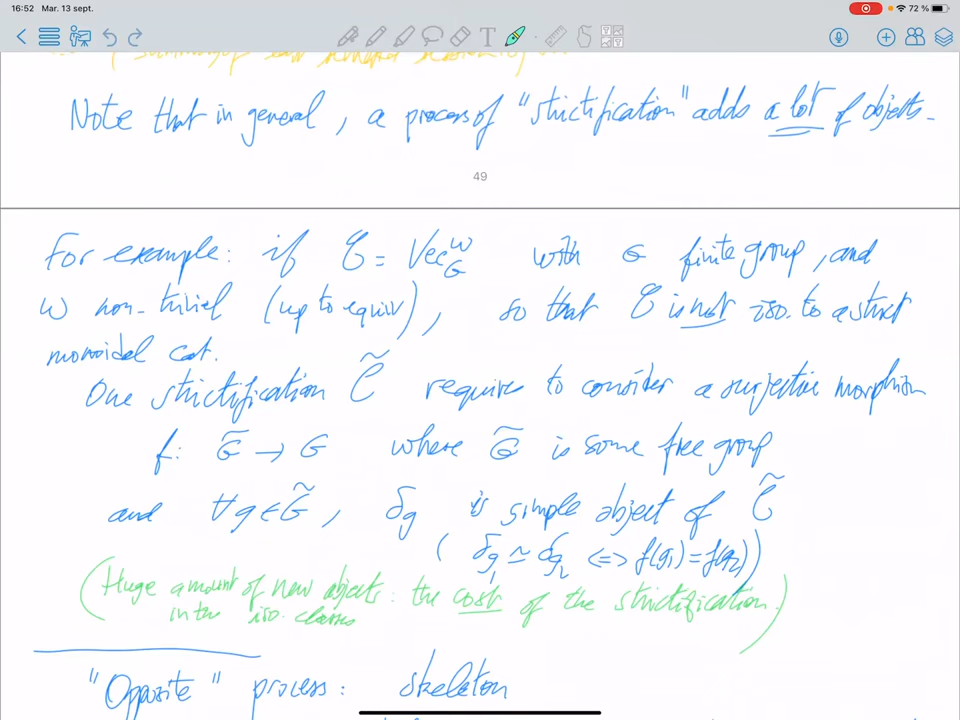 16:52 Mar. 13 sept. 72 %
Note that in general, a process of "strictification" adds a lot of objects.
49
For example: if 𝒞 = Vec_G^ω with G finite group, and
ω non-trivial (up to equiv), so that 𝒞 is not iso. to a strict
monoidal cat.
One strictification 𝒞̃ require to consider a surjective morphism
f: G̃ → G where G̃ is some free group
and ∀g ∈ G̃, δ_g is simple object of 𝒞̃
( δ_g₁ ≃ δ_g₂ <=> f(g₁) = f(g₂))
(Huge amount of new objects: the cost of the strictification.)
in the iso. classes
"Opposite" process: skeleton